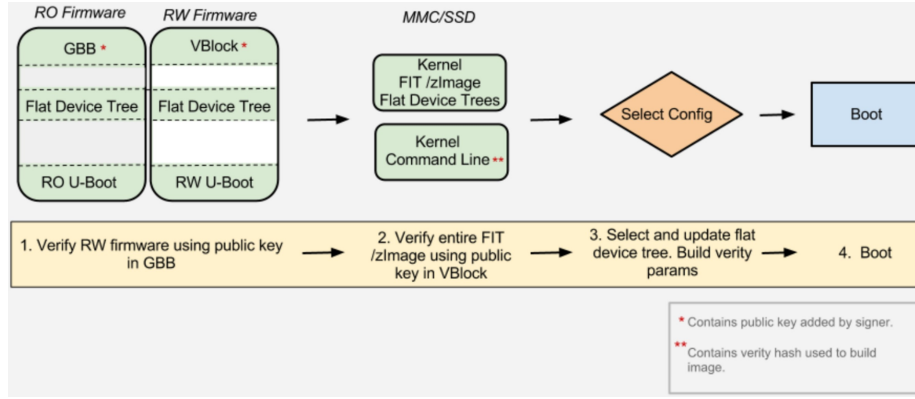 RO Firmware
RW Firmware
MMC/SSD
GBB *
VBlock *
Flat Device Tree
Flat Device Tree
RO U-Boot
RW U-Boot
Kernel
FIT /zImage
Flat Device Trees
Kernel
Command Line**
Select Config
Boot
1. Verify RW firmware using public key
in GBB
2. Verify entire FIT
/zImage using public
key in VBlock
3. Select and update flat
device tree. Build verity
params
4. Boot
* Contains public key added by signer.
**Contains verity hash used to build
image.